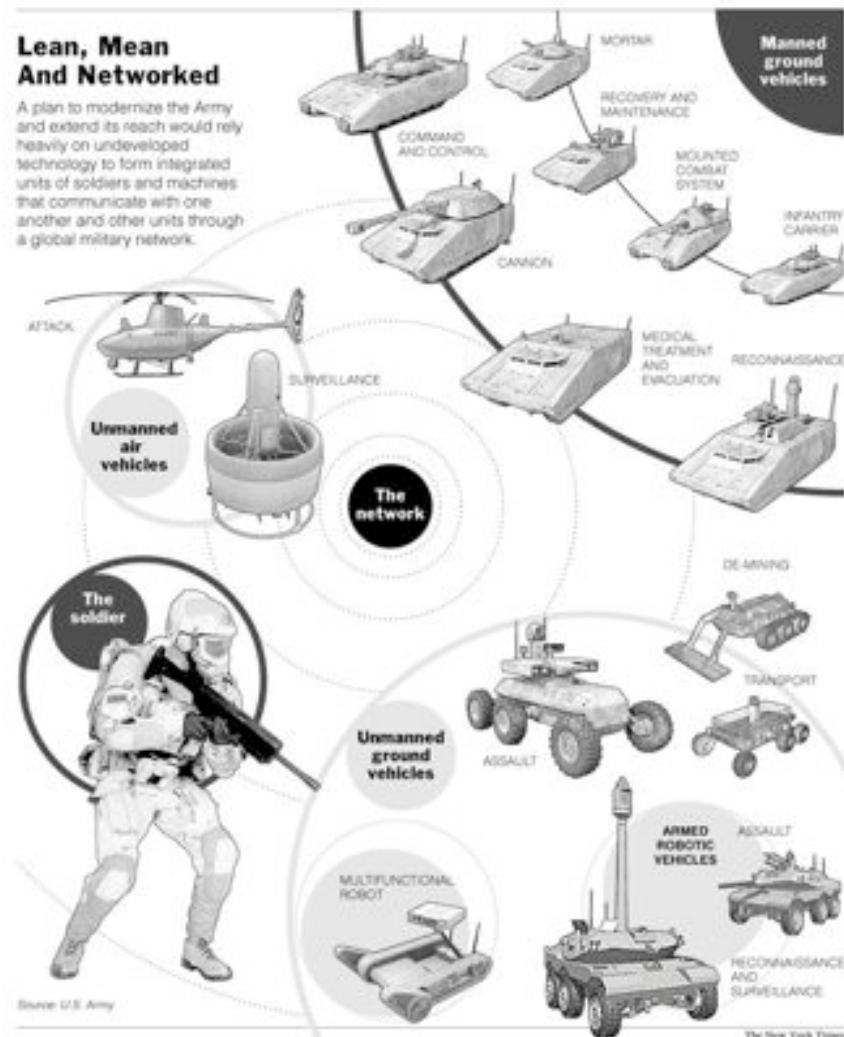 Lean, Mean
And Networked
A plan to modernize the Army
and extend its reach would rely
heavily on undeveloped
technology to form integrated
units of soldiers and machines
that communicate with one
another and other units through
a global military network.
Manned
ground
vehicles
MORTAR
RECOVERY AND
MAINTENANCE
COMMAND
AND CONTROL
MOUNTED
COMBAT
SYSTEM
INFANTRY
CARRIER
CANNON
MEDICAL
TREATMENT
AND
EVACUATION
RECONNAISSANCE
ATTACK
SURVEILLANCE
Unmanned
air
vehicles
The
network
The
soldier
DE-MINING
TRANSPORT
Unmanned
ground
vehicles
ASSAULT
ARMED
ROBOTIC
VEHICLES
ASSAULT
MULTIFUNCTIONAL
ROBOT
RECONNAISSANCE
AND
SURVEILLANCE
Source: U.S. Army
The New York Times